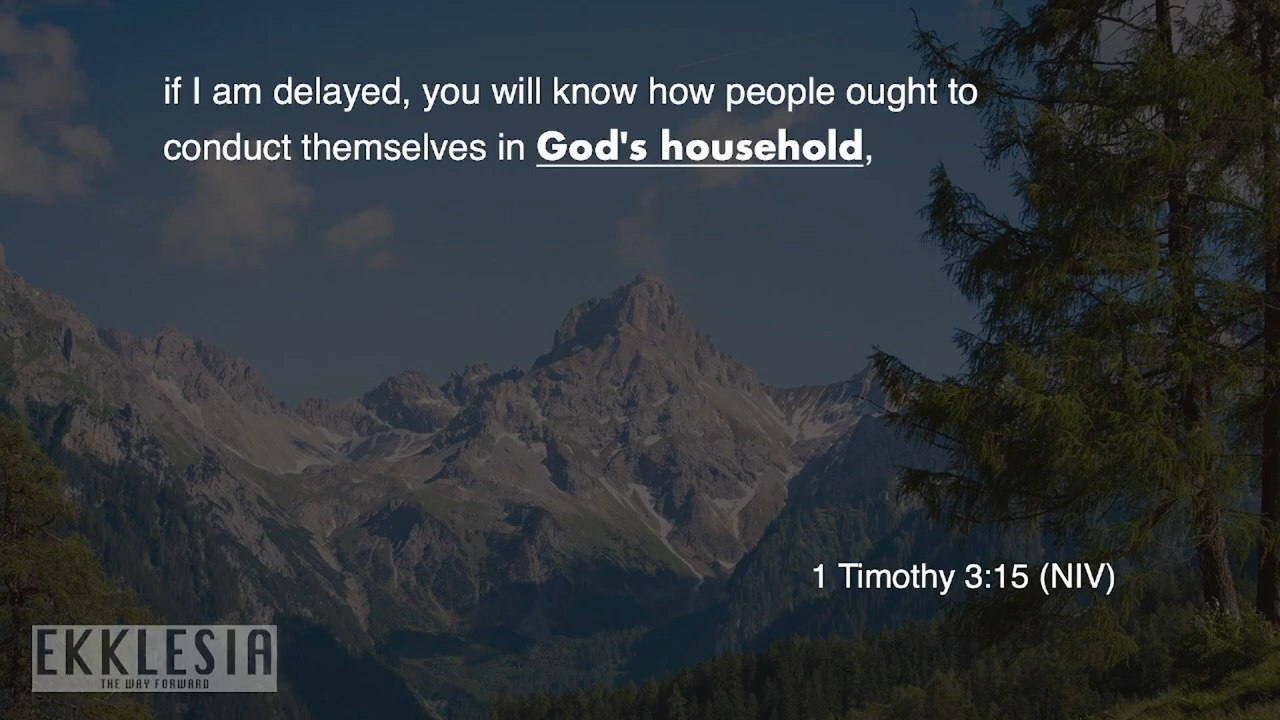 if I am delayed, you will know how people ought to
conduct themselves in God's household,
1 Timothy 3:15 (NIV)
EKKLESIA
THE WAY FORWARD